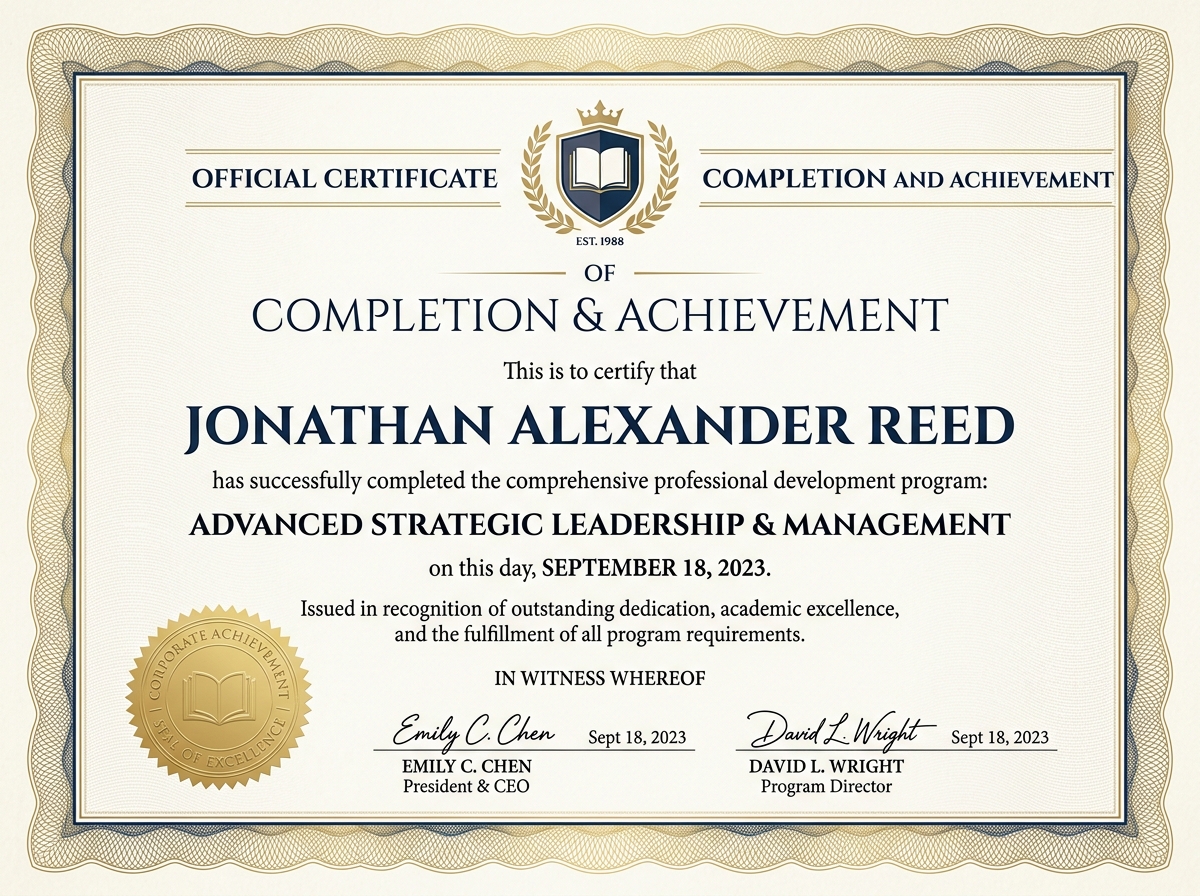 OFFICIAL CERTIFICATE
COMPLETION AND ACHIEVEMENT
EST. 1988
OF
COMPLETION & ACHIEVEMENT
This is to certify that
JONATHAN ALEXANDER REED
has successfully completed the comprehensive professional development program:
ADVANCED STRATEGIC LEADERSHIP & MANAGEMENT
on this day, SEPTEMBER 18, 2023.
Issued in recognition of outstanding dedication, academic excellence,
and the fulfillment of all program requirements.
IN WITNESS WHEREOF
CORPORATE ACHIEVEMENT
SEAL OF EXCELLENCE
Emily C. Chen Sept 18, 2023
EMILY C. CHEN
President & CEO
David L. Wright Sept 18, 2023
DAVID L. WRIGHT
Program Director